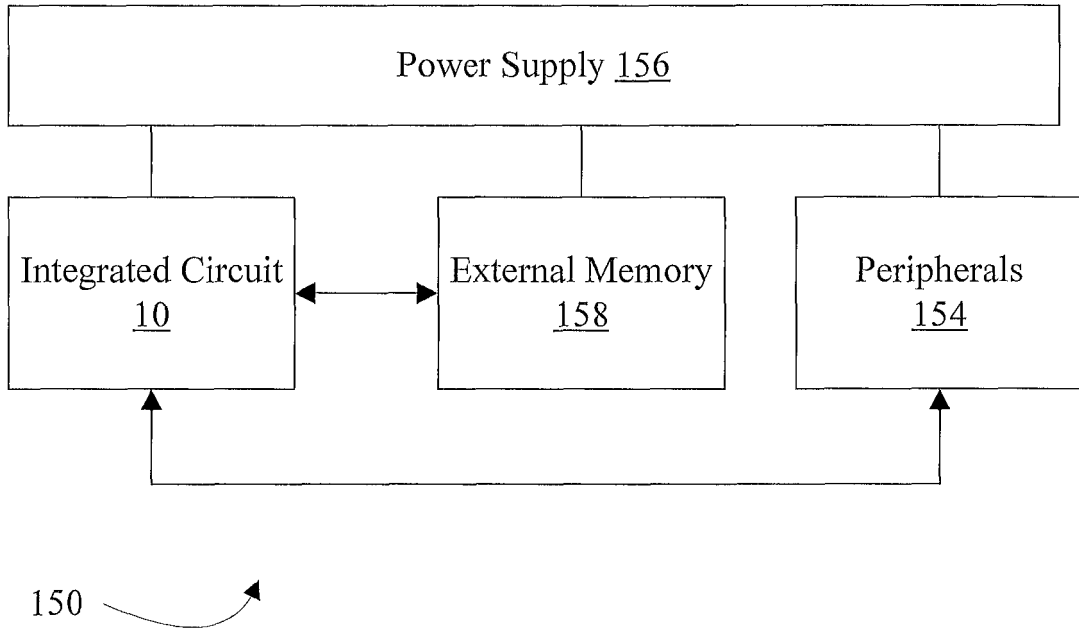 Power Supply 156
Integrated Circuit
10
External Memory
158
Peripherals
154
150